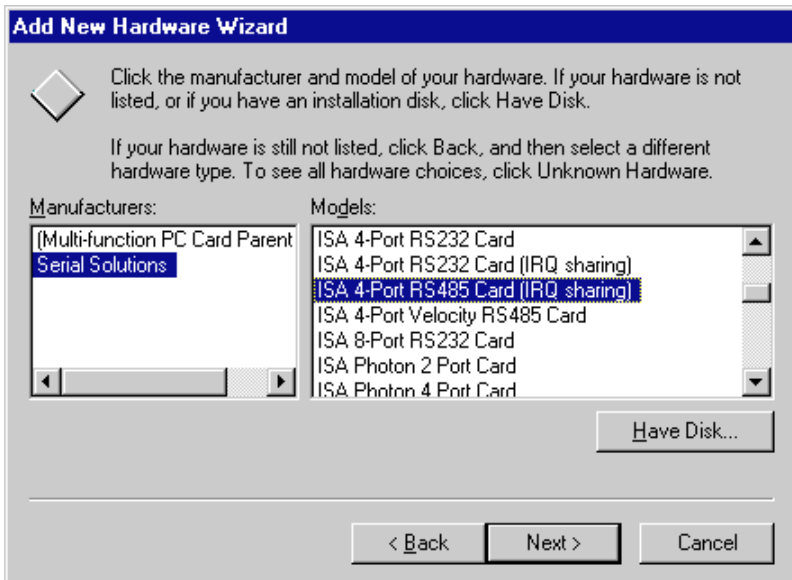 Add New Hardware Wizard
Click the manufacturer and model of your hardware. If your hardware is not
listed, or if you have an installation disk, click Have Disk.
If your hardware is still not listed, click Back, and then select a different
hardware type. To see all hardware choices, click Unknown Hardware.
Manufacturers:
(Multi-function PC Card Parent
Serial Solutions
Models:
ISA 4-Port RS232 Card
ISA 4-Port RS232 Card (IRQ sharing)
ISA 4-Port RS485 Card (IRQ sharing)
ISA 4-Port Velocity RS485 Card
ISA 8-Port RS232 Card
ISA Photon 2 Port Card
ISA Photon 4 Port Card
Have Disk...
< Back
Next >
Cancel